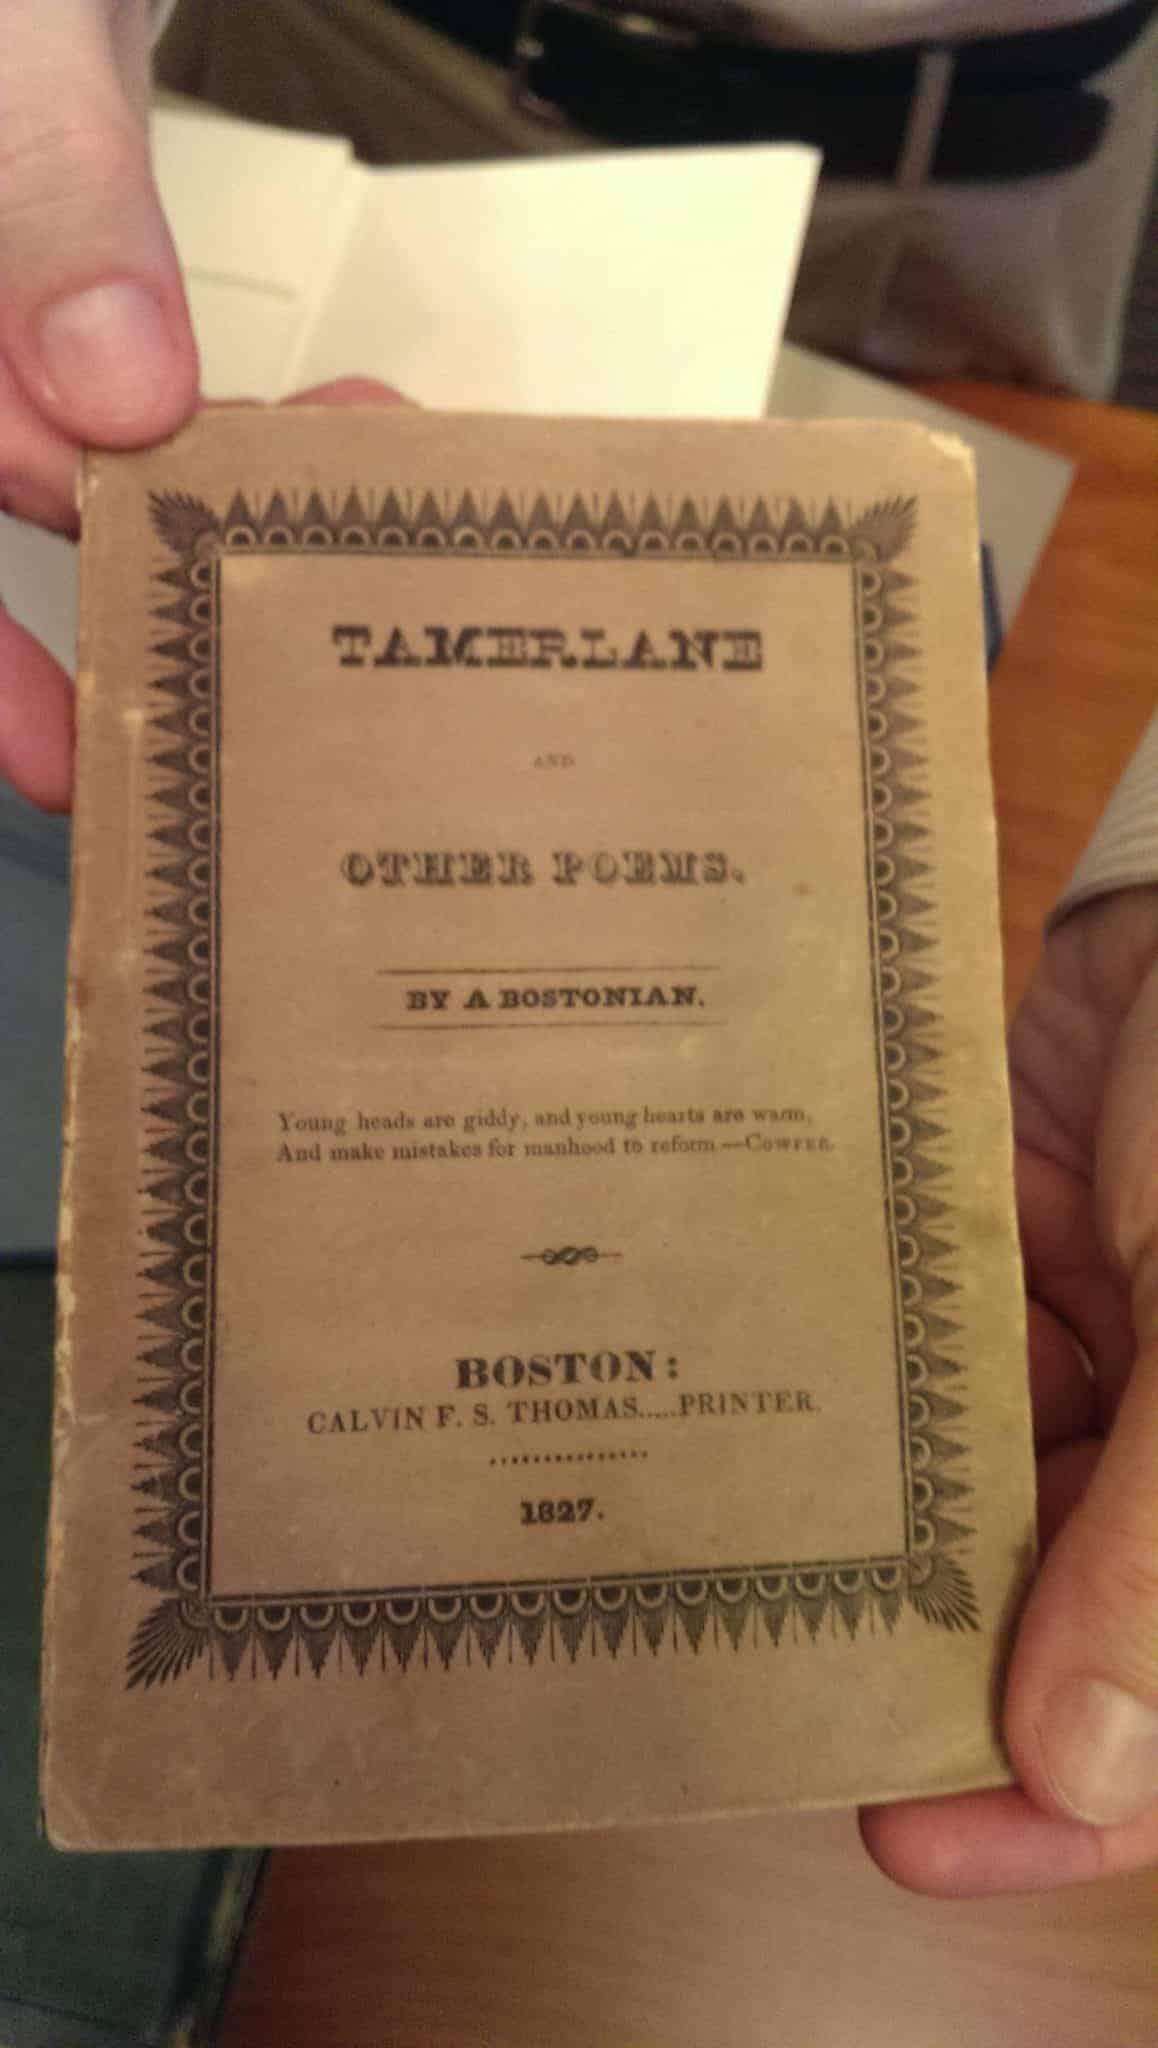 TAMERLANE
AND
OTHER POEMS.
BY A BOSTONIAN.
Young heads are giddy, and young hearts are warm,
And make mistakes for manhood to reform—COWPER.
BOSTON:
CALVIN F. S. THOMAS.....PRINTER.
1827.